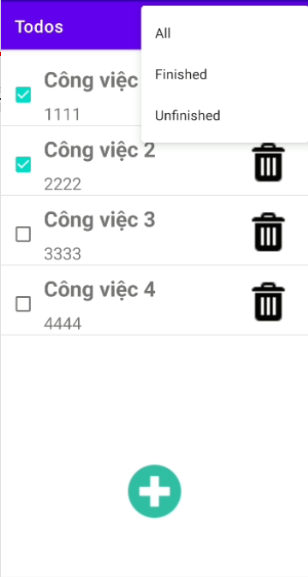 Todos
All
Finished
Unfinished
Công việc
1111
Công việc 2
2222
Công việc 3
3333
Công việc 4
4444